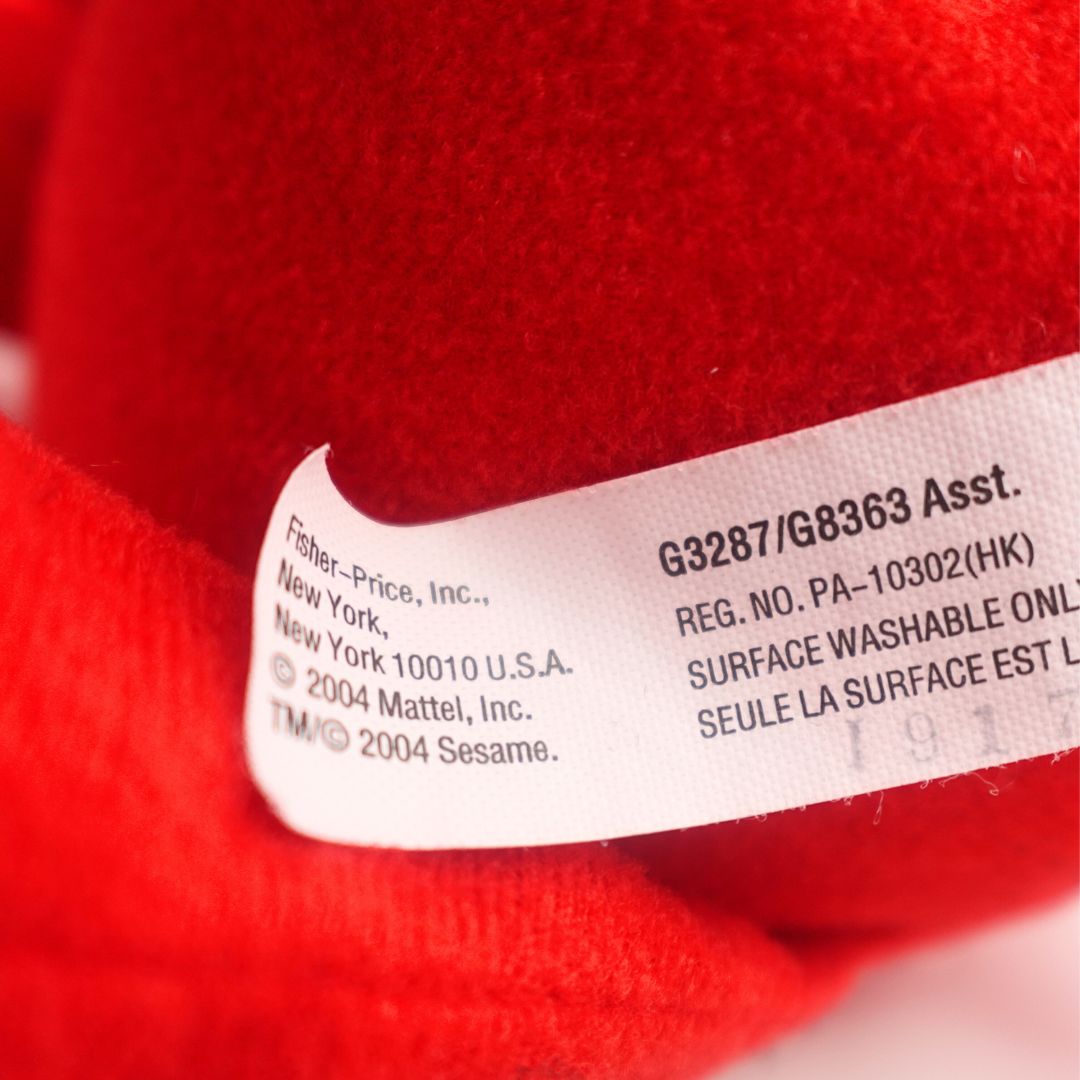 Fisher-Price, Inc.,
New York,
New York 10010 U.S.A.
© 2004 Mattel, Inc.
TM/© 2004 Sesame.
G3287/G8363 Asst.
REG. NO. PA-10302(HK)
SURFACE WASHABLE ONLY
SEULE LA SURFACE EST L
1917